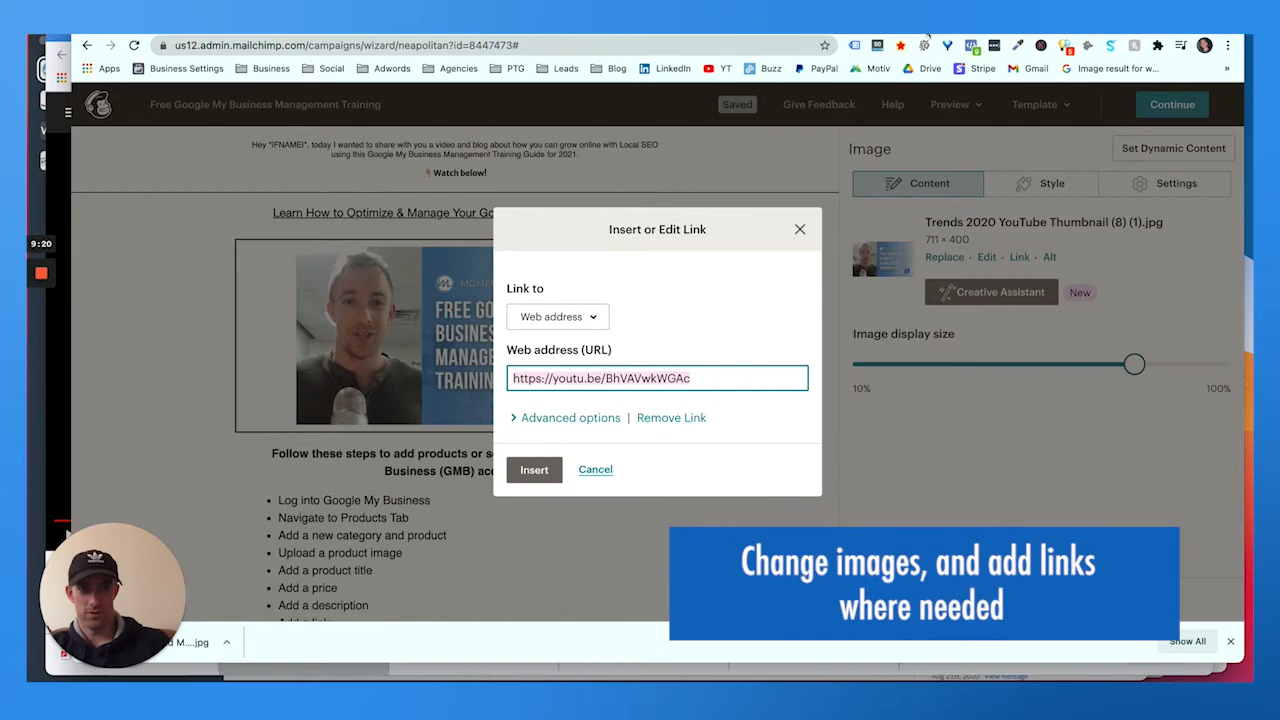 us12.admin.mailchimp.com/campaigns/wizard/neapolitan?id=8447473#
Apps
Business Settings
Business
Social
Adwords
Agencies
PTG
Leads
Blog
LinkedIn
YT
Buzz
PayPal
Motiv
Drive
Stripe
Gmail
Image result for w...
»
Free Google My Business Management Training
Saved
Give Feedback
Help
Preview
Template
Continue
Hey *|FNAME|*, today I wanted to share with you a video and blog about how you can grow online with Local SEO
using this Google My Business Management Training Guide for 2021.
Watch below!
Learn How to Optimize & Manage Your Go
MOME
FREE GO
BUSINES
MANAGE
TRAININ
Follow these steps to add products or se
Business (GMB) acc
• Log into Google My Business
• Navigate to Products Tab
• Add a new category and product
• Upload a product image
• Add a product title
• Add a price
• Add a description
Insert or Edit Link
Link to
Web address
Web address (URL)
https://youtu.be/BhVAVwkWGAc
Advanced options | Remove Link
Insert
Cancel
Image
Set Dynamic Content
Content
Style
Settings
Trends 2020 YouTube Thumbnail (8) (1).jpg
711 × 400
Replace · Edit · Link · Alt
Creative Assistant
New
Image display size
10%
100%
9:20
Change images, and add links
where needed
d M....jpg
Show All
Aug 21st, 2020
View message